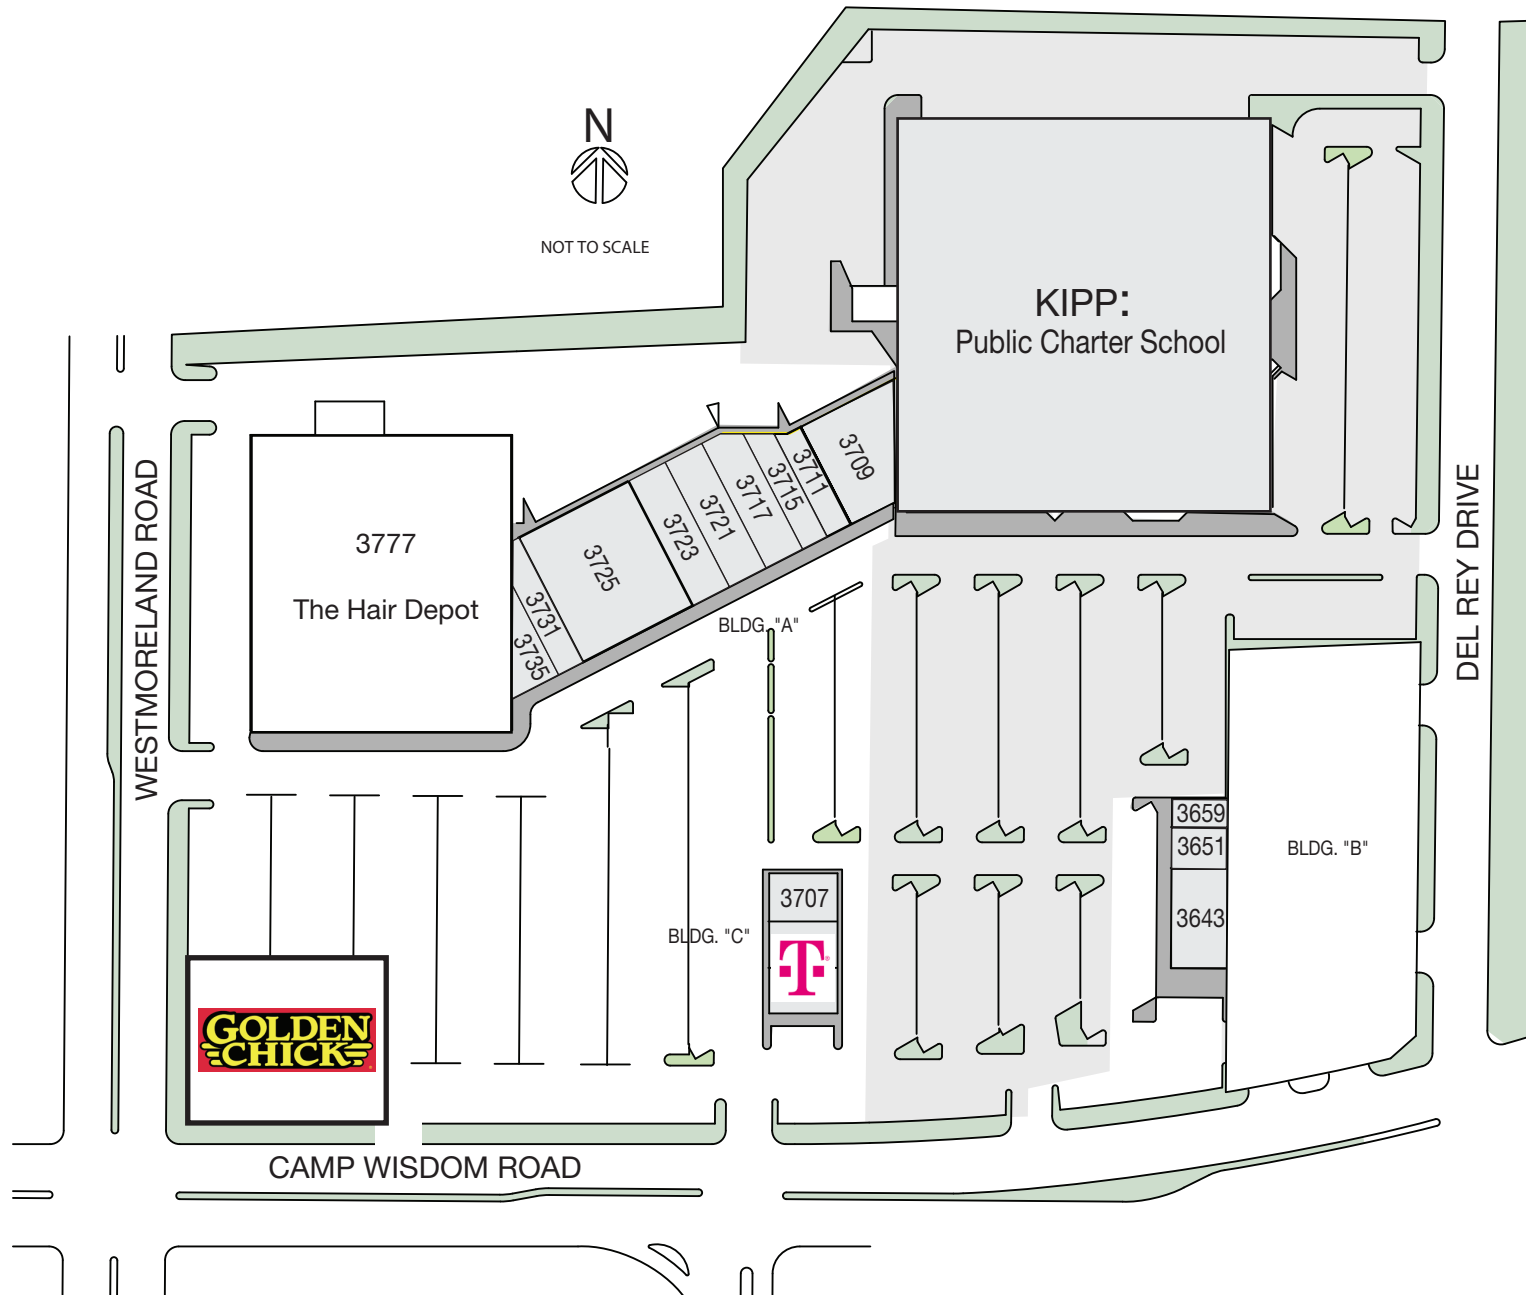 N
NOT TO SCALE
KIPP:
Public Charter School
3777
The Hair Depot
3709
3711
3715
3717
3721
3723
3725
3731
3735
BLDG. "A"
WESTMORELAND ROAD
DEL REY DRIVE
3659
3651
3643
BLDG. "B"
3707
BLDG. "C"
T
GOLDEN
CHICK
CAMP WISDOM ROAD